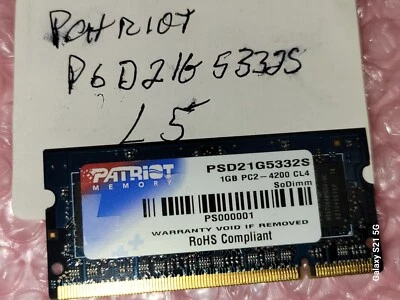 PATRIOT
PSD21G5332S
L5
PATRIOT
MEMORY
PSD21G5332S
1GB PC2-4200 CL4
SoDimm
PS000001
WARRANTY VOID IF REMOVED
RoHS Compliant
Galaxy S21 5G